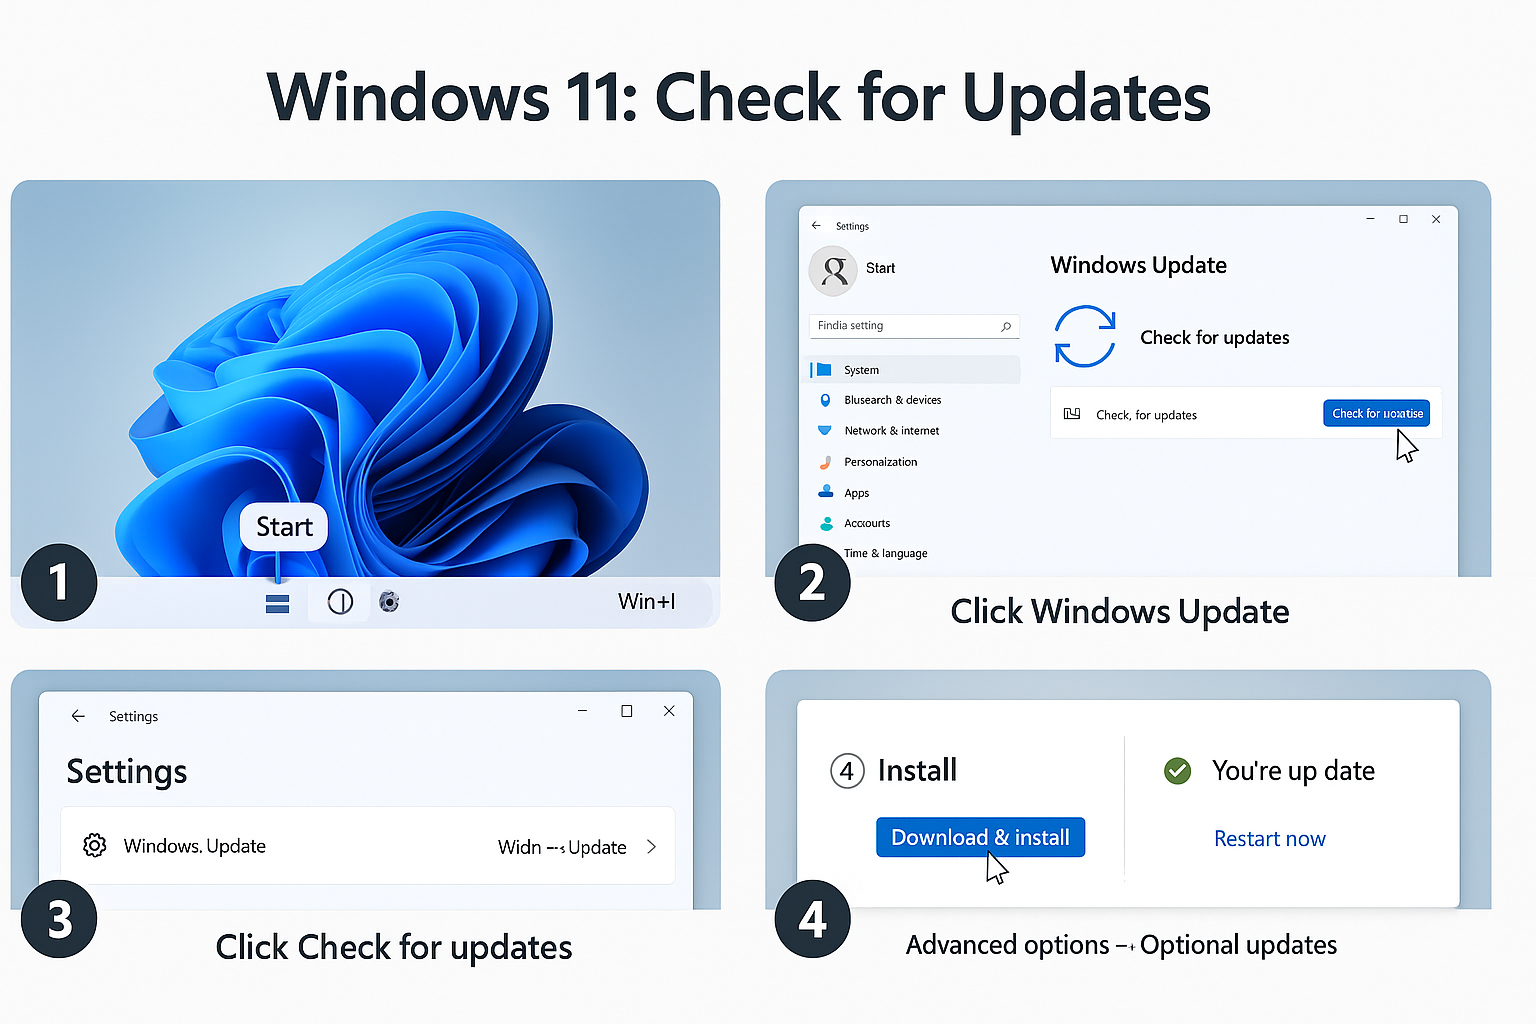 Windows 11: Check for Updates
Start
Win+I
1
Settings
Start
Findia setting
System
Blusearch & devices
Network & internet
Personaization
Apps
Accourts
Time & language
Windows Update
Check for updates
Check, for updates
Check for
2
Click Windows Update
Settings
Settings
Windows. Update
Widn Update
3
Click Check for updates
4 Install
Download & install
You're up date
Restart now
4
Advanced options → Optional updates